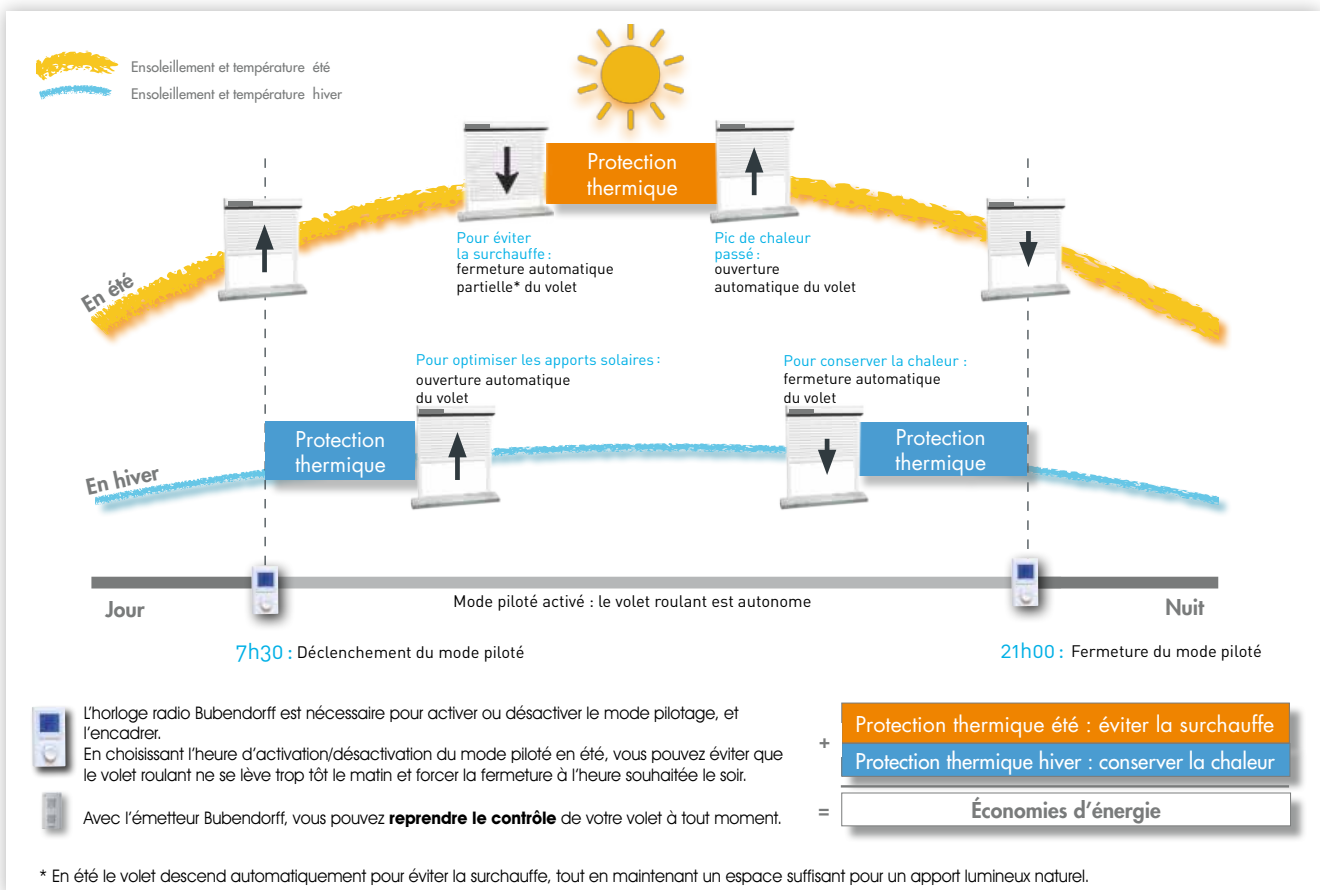 Ensoleillement et température été
Ensoleillement et température hiver
Protection
thermique
Pour éviter
la surchauffe :
fermeture automatique
partielle* du volet
Pic de chaleur
passé :
ouverture
automatique du volet
En été
Pour optimiser les apports solaires :
ouverture automatique
du volet
Pour conserver la chaleur :
fermeture automatique
du volet
Protection
thermique
Protection
thermique
En hiver
Jour
Mode piloté activé : le volet roulant est autonome
Nuit
7h30 : Déclenchement du mode piloté
21h00 : Fermeture du mode piloté
L'horloge radio Bubendorff est nécessaire pour activer ou désactiver le mode pilotage, et
l'encadrer.
En choisissant l'heure d'activation/désactivation du mode piloté en été, vous pouvez éviter que
le volet roulant ne se lève trop tôt le matin et forcer la fermeture à l'heure souhaitée le soir.
Avec l'émetteur Bubendorff, vous pouvez reprendre le contrôle de votre volet à tout moment.
+
Protection thermique été : éviter la surchauffe
Protection thermique hiver : conserver la chaleur
=
Économies d'énergie
* En été le volet descend automatiquement pour éviter la surchauffe, tout en maintenant un espace suffisant pour un apport lumineux naturel.